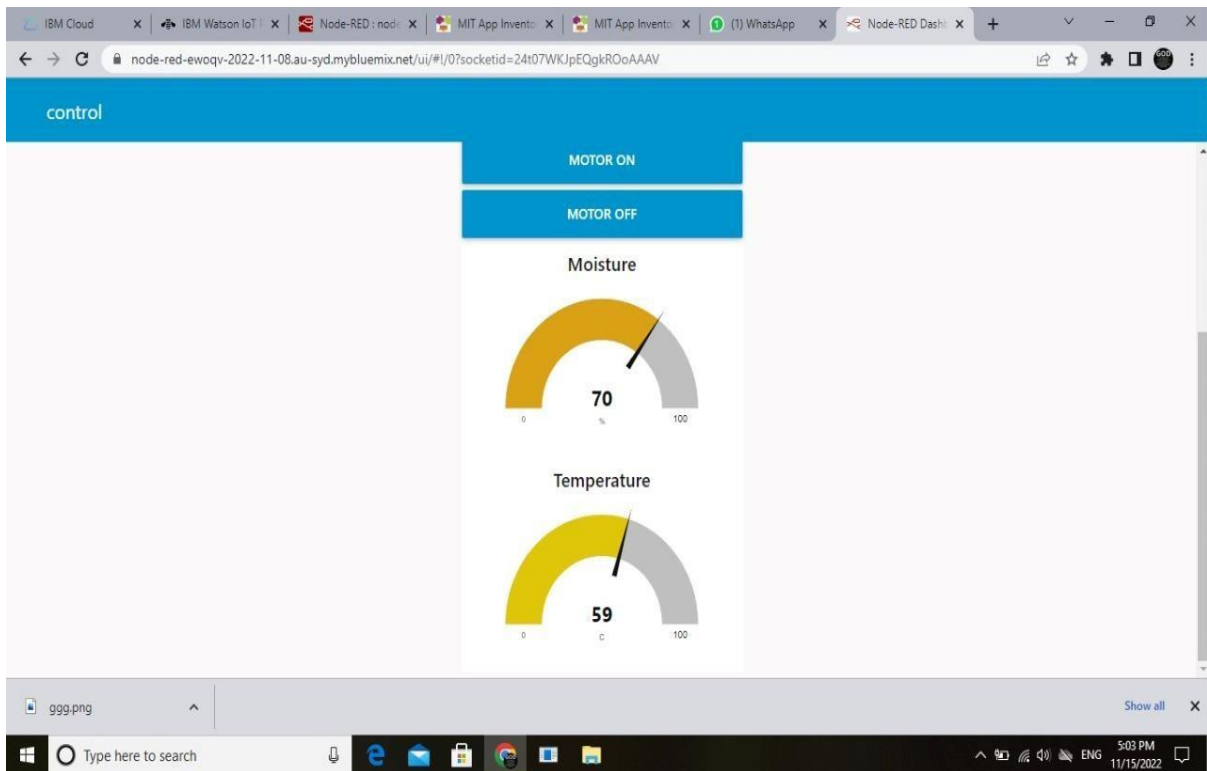 IBM Cloud
IBM Watson IoT P
Node-RED : node
MIT App Invento
MIT App Invento
(1) WhatsApp
Node-RED Dashb
node-red-ewoqv-2022-11-08.au-syd.mybluemix.net/ui/#!/0?socketid=24t07WKJpEQgkROoAAAV
GOD
control
MOTOR ON
MOTOR OFF
Moisture
70
%
0 100
Temperature
59
C
0 100
ggg.png
Show all
Type here to search
ENG
5:03 PM
11/15/2022